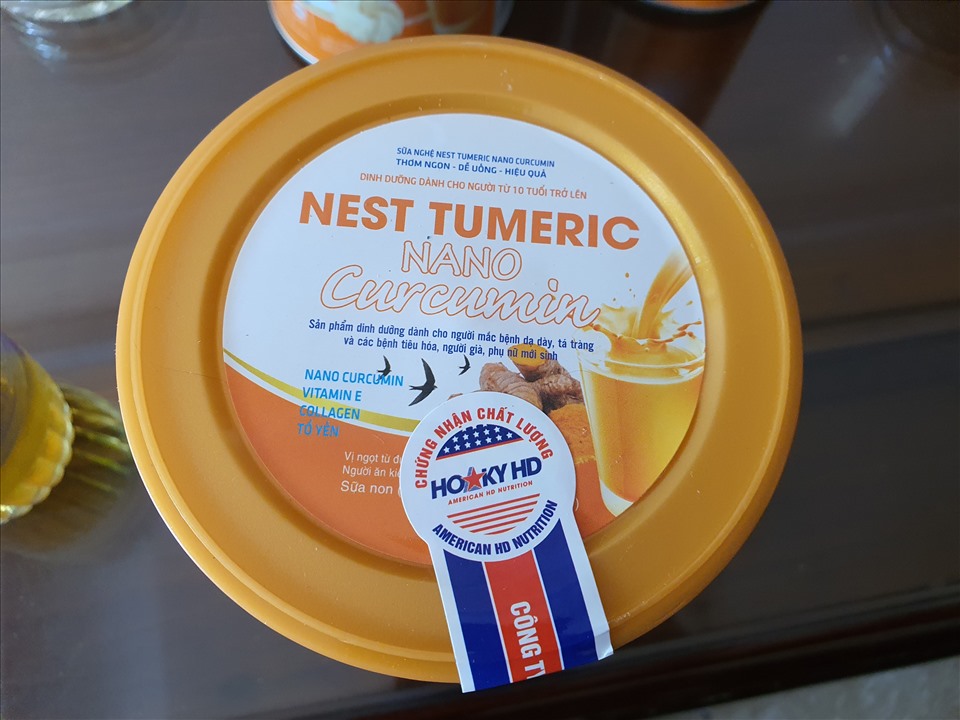 SỮA NGHỆ NEST TUMERIC NANO CURCUMIN
THƠM NGON - DỄ UỐNG - HIỆU QUẢ
DINH DƯỠNG DÀNH CHO NGƯỜI TỪ 10 TUỔI TRỞ LÊN
NEST TUMERIC
NANO
Curcumin
Sản phẩm dinh dưỡng dành cho người mắc bệnh dạ dày, tá tràng
và các bệnh tiêu hóa, người già, phụ nữ mới sinh
NANO CURCUMIN
VITAMIN E
COLLAGEN
TỔ YẾN
Vị ngọt từ
Người ăn
Sữa non
CHỨNG NHẬN CHẤT LƯỢNG
HO★KY HD
AMERICAN HD NUTRITION
AMERICAN HD NUTRITION
CÔNG TY